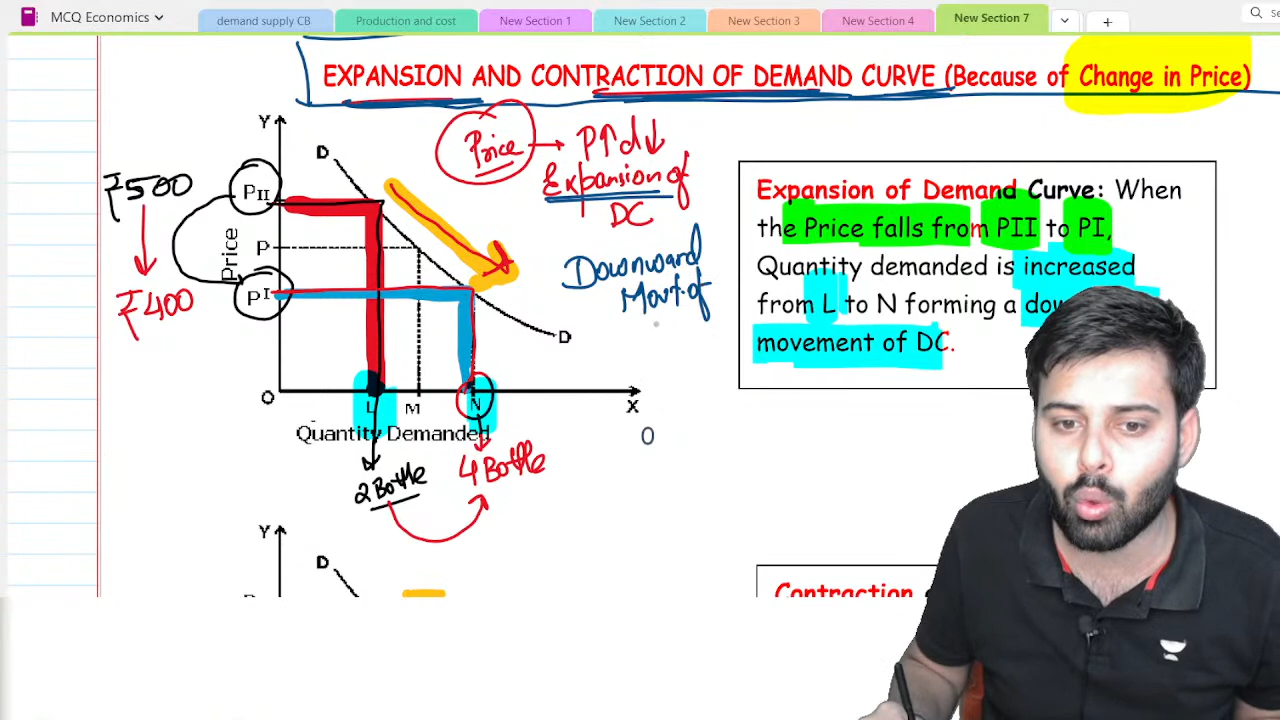 MCQ Economics
demand supply CB
Production and cost
New Section 1
New Section 2
New Section 3
New Section 4
New Section 7
EXPANSION AND CONTRACTION OF DEMAND CURVE (Because of Change in Price)
Y
D
Price → P↑ d↓
Expansion of
DC
₹500
PII
P
Price
PI
₹400
Downward
Movt. of
D
O
L
M
N
X
Quantity Demanded
2 Bottle
4 Bottle
O
Expansion of Demand Curve: When
the Price falls from PII to PI,
Quantity demanded is increased
from L to N forming a
movement of DC.
Y
D
Contraction